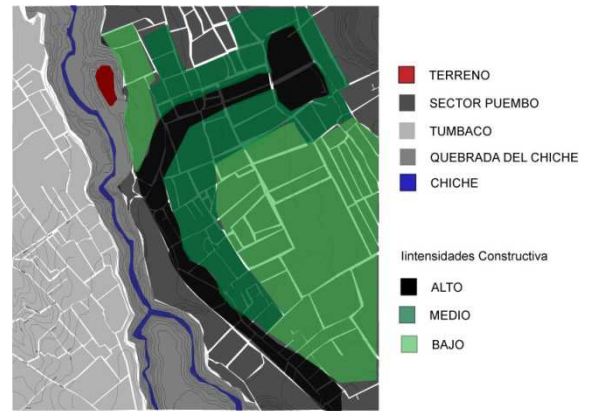 TERRENO
SECTOR PUEMBO
TUMBACO
QUEBRADA DEL CHICHE
CHICHE
Iintensidades Constructiva
ALTO
MEDIO
BAJO